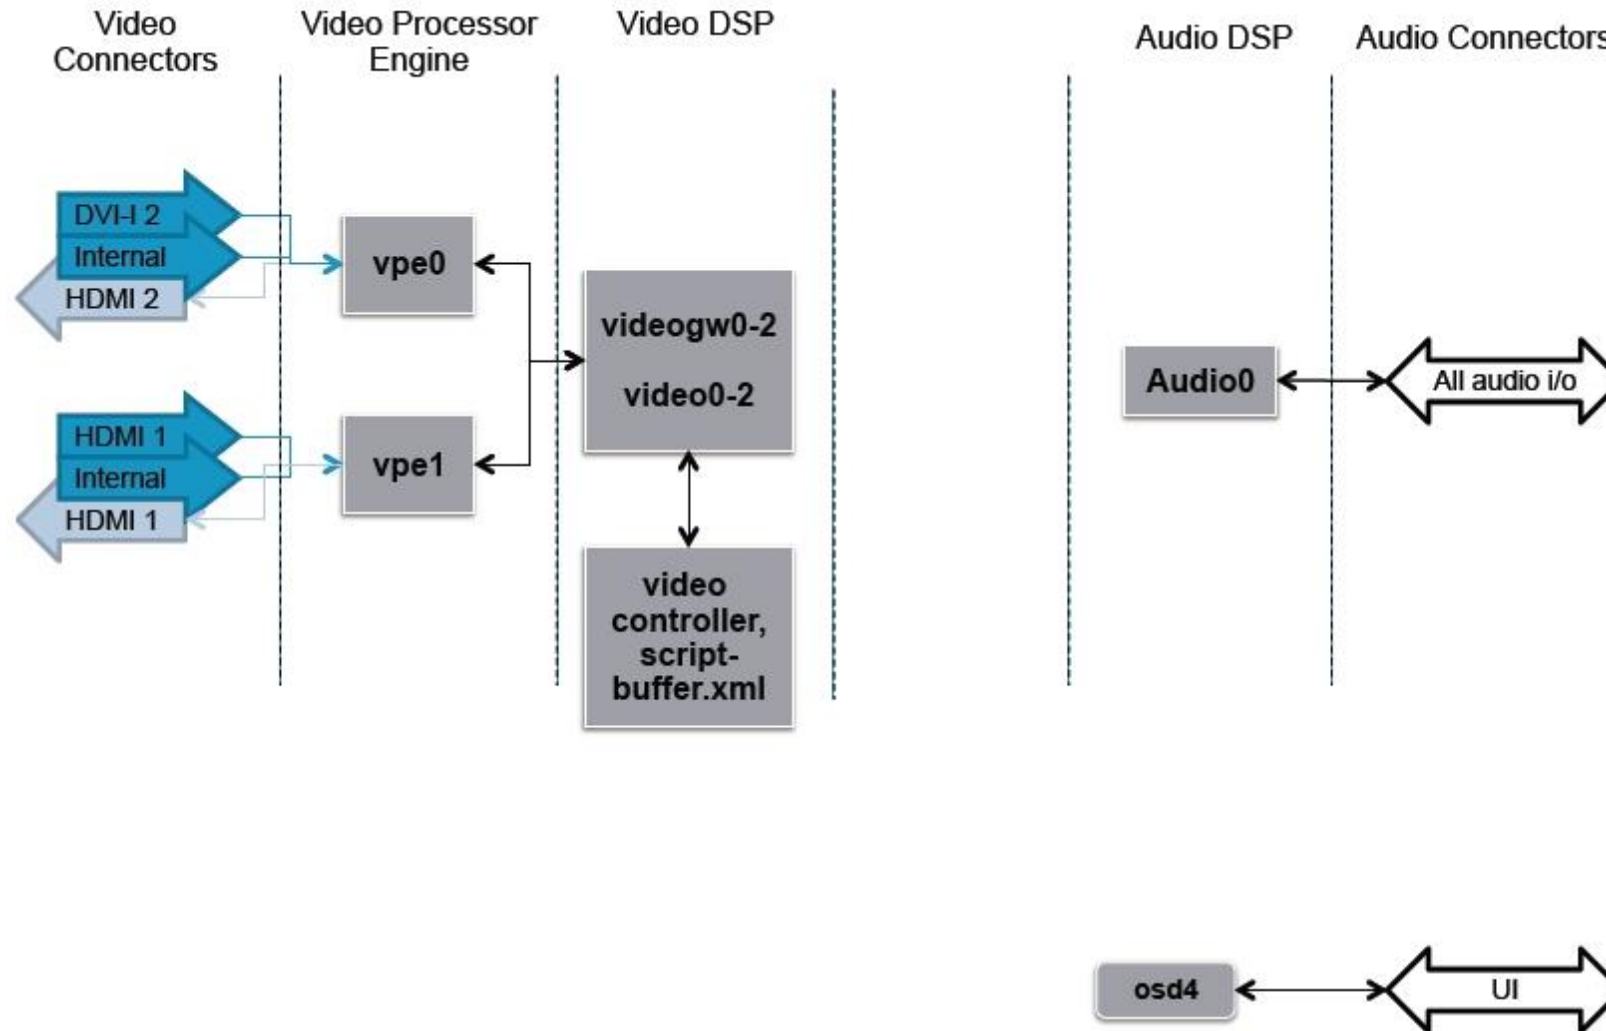 Video
Connectors
Video Processor
Engine
Video DSP
Audio DSP
Audio Connectors
DVI-I 2
Internal
HDMI 2
vpe0
HDMI 1
Internal
HDMI 1
vpe1
videogw0-2
video0-2
video
controller,
script-
buffer.xml
Audio0
All audio i/o
osd4
UI